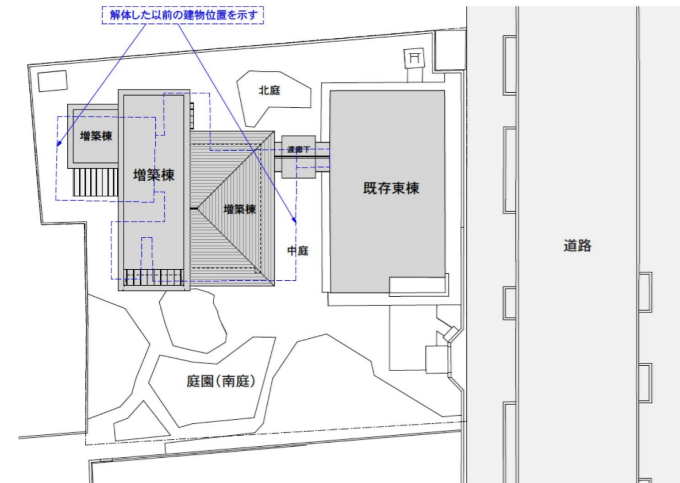 解体した以前の建物位置を示す
北庭
増築棟
渡廊下
増築棟
既存東棟
増築棟
道路
中庭
庭園(南庭)